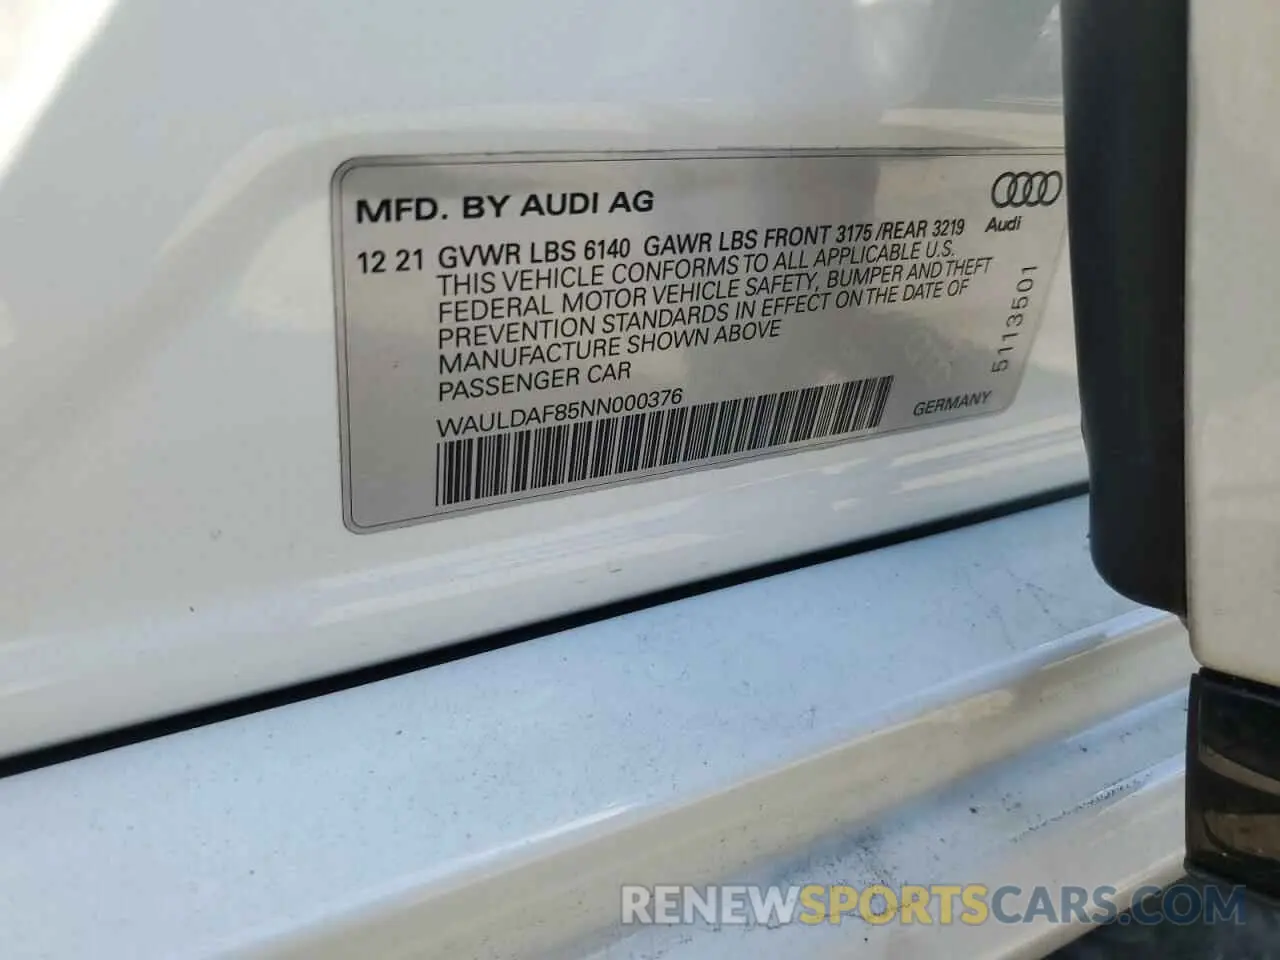 MFD. BY AUDI AG
Audi
12 21 GVWR LBS 6140 GAWR LBS FRONT 3175 /REAR 3219
THIS VEHICLE CONFORMS TO ALL APPLICABLE U.S.
FEDERAL MOTOR VEHICLE SAFETY, BUMPER AND THEFT
PREVENTION STANDARDS IN EFFECT ON THE DATE OF
MANUFACTURE SHOWN ABOVE
PASSENGER CAR
WAULDAF85NN000376
GERMANY
5113501
RENEWSPORTSCARS.COM